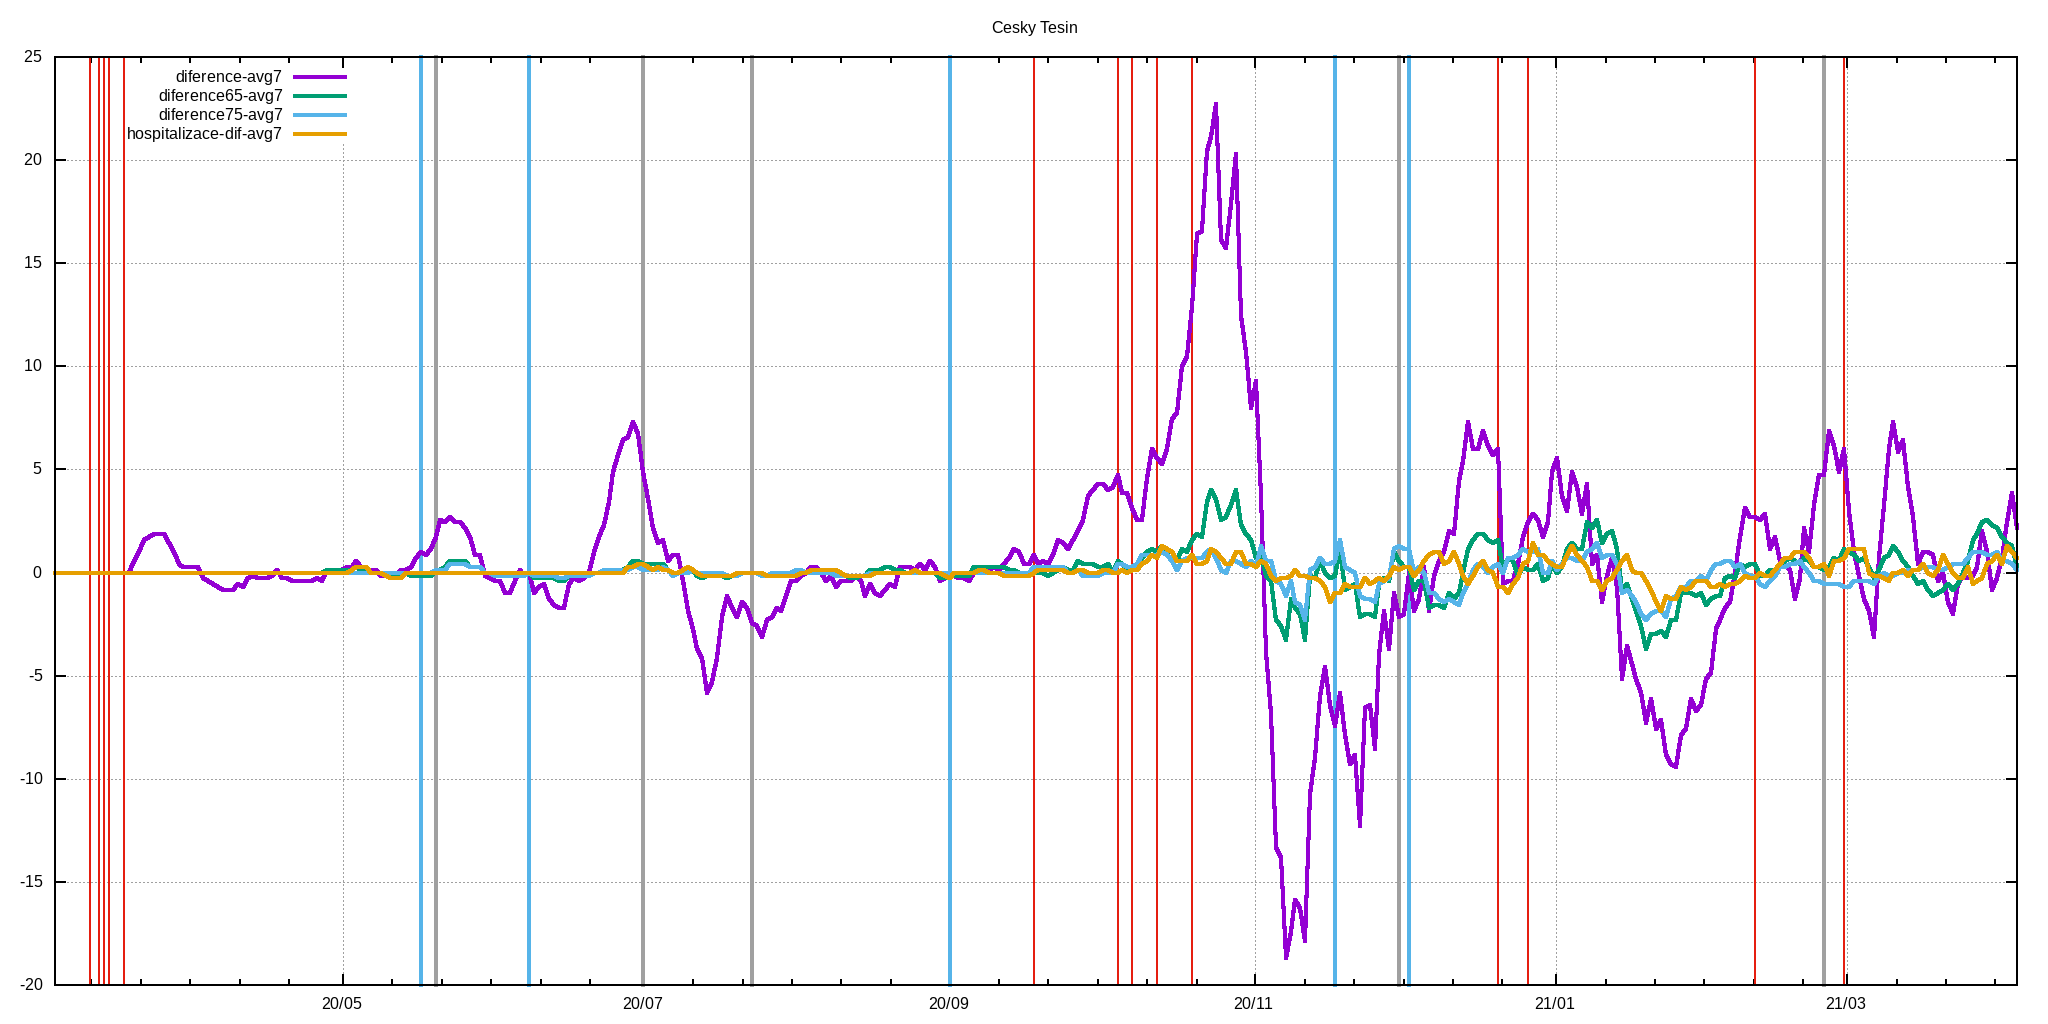 Cesky Tesin
25
20
15
10
5
0
-5
-10
-15
-20
diference-avg7
diference65-avg7
diference75-avg7
hospitalizace-dif-avg7
20/05 20/07 20/09 20/11 21/01 21/03